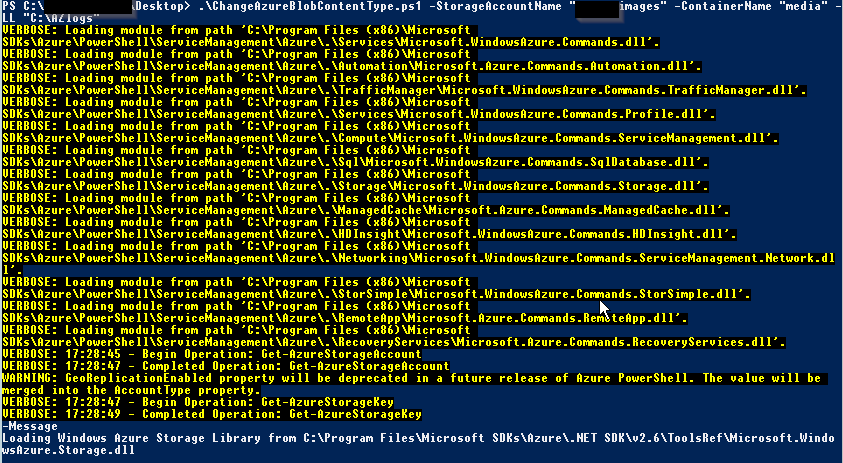 PS C:\ \Desktop> .\ChangeAzureBlobContentType.ps1 -StorageAccountName " images" -ContainerName "media" -
LL "C:\AZlogs"
VERBOSE: Loading module from path 'C:\Program Files (x86)\Microsoft
SDKs\Azure\PowerShell\ServiceManagement\Azure\.\Services\Microsoft.WindowsAzure.Commands.dll'.
VERBOSE: Loading module from path 'C:\Program Files (x86)\Microsoft
SDKs\Azure\PowerShell\ServiceManagement\Azure\.\Automation\Microsoft.Azure.Commands.Automation.dll'.
VERBOSE: Loading module from path 'C:\Program Files (x86)\Microsoft
SDKs\Azure\PowerShell\ServiceManagement\Azure\.\TrafficManager\Microsoft.WindowsAzure.Commands.TrafficManager.dll'.
VERBOSE: Loading module from path 'C:\Program Files (x86)\Microsoft
SDKs\Azure\PowerShell\ServiceManagement\Azure\.\Services\Microsoft.WindowsAzure.Commands.Profile.dll'.
VERBOSE: Loading module from path 'C:\Program Files (x86)\Microsoft
SDKs\Azure\PowerShell\ServiceManagement\Azure\.\Compute\Microsoft.WindowsAzure.Commands.ServiceManagement.dll'.
VERBOSE: Loading module from path 'C:\Program Files (x86)\Microsoft
SDKs\Azure\PowerShell\ServiceManagement\Azure\.\Sql\Microsoft.WindowsAzure.Commands.SqlDatabase.dll'.
VERBOSE: Loading module from path 'C:\Program Files (x86)\Microsoft
SDKs\Azure\PowerShell\ServiceManagement\Azure\.\Storage\Microsoft.WindowsAzure.Commands.Storage.dll'.
VERBOSE: Loading module from path 'C:\Program Files (x86)\Microsoft
SDKs\Azure\PowerShell\ServiceManagement\Azure\.\ManagedCache\Microsoft.Azure.Commands.ManagedCache.dll'.
VERBOSE: Loading module from path 'C:\Program Files (x86)\Microsoft
SDKs\Azure\PowerShell\ServiceManagement\Azure\.\HDInsight\Microsoft.WindowsAzure.Commands.HDInsight.dll'.
VERBOSE: Loading module from path 'C:\Program Files (x86)\Microsoft
SDKs\Azure\PowerShell\ServiceManagement\Azure\.\Networking\Microsoft.WindowsAzure.Commands.ServiceManagement.Network.dl
l'.
VERBOSE: Loading module from path 'C:\Program Files (x86)\Microsoft
SDKs\Azure\PowerShell\ServiceManagement\Azure\.\StorSimple\Microsoft.WindowsAzure.Commands.StorSimple.dll'.
VERBOSE: Loading module from path 'C:\Program Files (x86)\Microsoft
SDKs\Azure\PowerShell\ServiceManagement\Azure\.\RemoteApp\Microsoft.Azure.Commands.RemoteApp.dll'.
VERBOSE: Loading module from path 'C:\Program Files (x86)\Microsoft
SDKs\Azure\PowerShell\ServiceManagement\Azure\.\RecoveryServices\Microsoft.Azure.Commands.RecoveryServices.dll'.
VERBOSE: 17:28:45 - Begin Operation: Get-AzureStorageAccount
VERBOSE: 17:28:47 - Completed Operation: Get-AzureStorageAccount
WARNING: GeoReplicationEnabled property will be deprecated in a future release of Azure PowerShell. The value will be
merged into the AccountType property.
VERBOSE: 17:28:47 - Begin Operation: Get-AzureStorageKey
VERBOSE: 17:28:49 - Completed Operation: Get-AzureStorageKey
-Message
Loading Windows Azure Storage Library from C:\Program Files\Microsoft SDKs\Azure\.NET SDK\v2.6\ToolsRef\Microsoft.Windo
wsAzure.Storage.dll